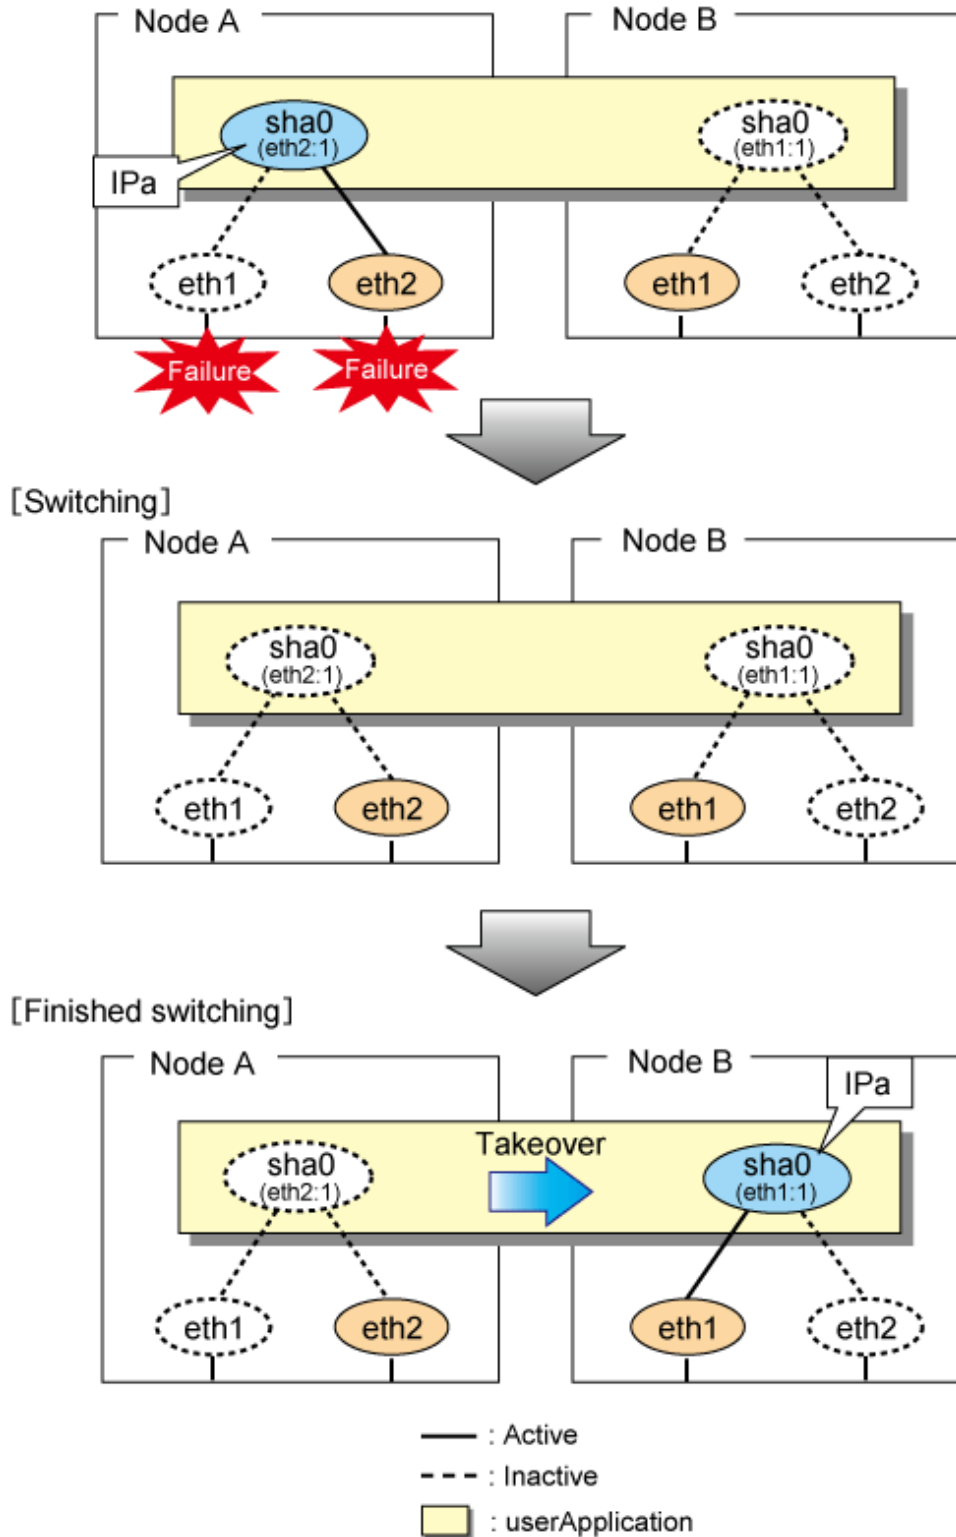 Node A
Node B
sha0
(eth2:1)
sha0
(eth1:1)
IPa
eth1
eth2
eth1
eth2
Failure
Failure
[Switching]
Node A
Node B
sha0
(eth2:1)
sha0
(eth1:1)
eth1
eth2
eth1
eth2
[Finished switching]
Node A
Node B
IPa
Takeover
sha0
(eth2:1)
sha0
(eth1:1)
eth1
eth2
eth1
eth2
: Active
: Inactive
: userApplication